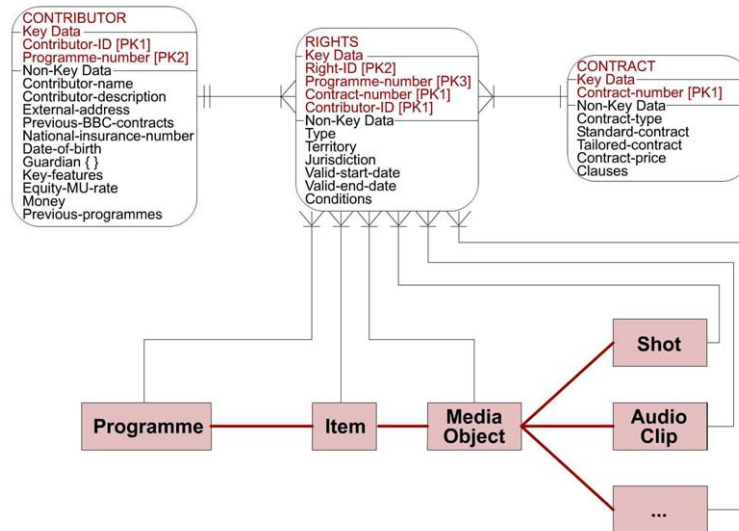 CONTRIBUTOR
Key Data
Contributor-ID [PK1]
Programme-number [PK2]
Non-Key Data
Contributor-name
Contributor-description
External-address
Previous-BBC-contracts
National-insurance-number
Date-of-birth
Guardian { }
Key-features
Equity-MU-rate
Money
Previous-programmes
RIGHTS
Key Data
Right-ID [PK2]
Programme-number [PK3]
Contract-number [PK1]
Contributor-ID [PK1]
Non-Key Data
Type
Territory
Jurisdiction
Valid-start-date
Valid-end-date
Conditions
CONTRACT
Key Data
Contract-number [PK1]
Non-Key Data
Contract-type
Standard-contract
Tailored-contract
Contract-price
Clauses
Programme
Item
Media
Object
Shot
Audio
Clip
...